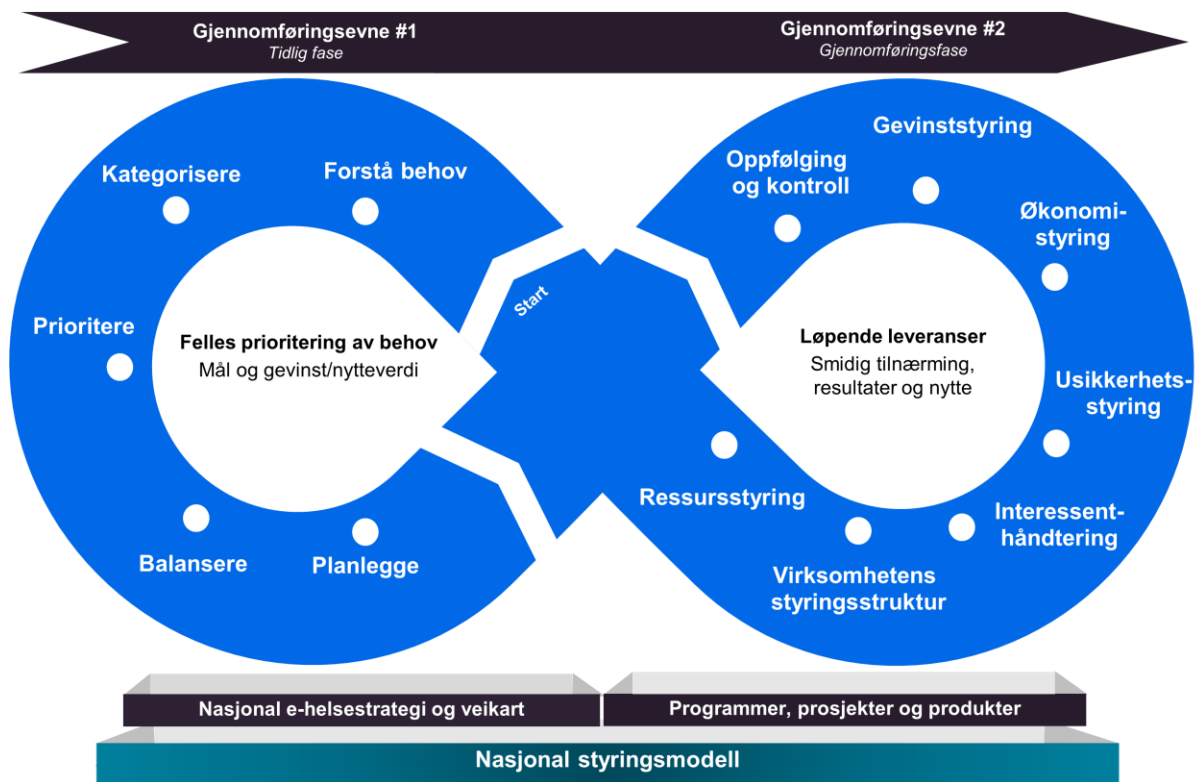 Gjennomføringsevne #1
Tidlig fase
Gjennomføringsevne #2
Gjennomføringsfase
Kategorisere
Forstå behov
Prioritere
Felles prioritering av behov
Mål og gevinst/nytteverdi
Balansere
Planlegge
Start
Gevinststyring
Oppfølging
og kontroll
Økonomi-
styring
Løpende leveranser
Smidig tilnærming,
resultater og nytte
Usikkerhets-
styring
Ressursstyring
Interessent-
håndtering
Virksomhetens
styringsstruktur
Nasjonal e-helsestrategi og veikart
Programmer, prosjekter og produkter
Nasjonal styringsmodell